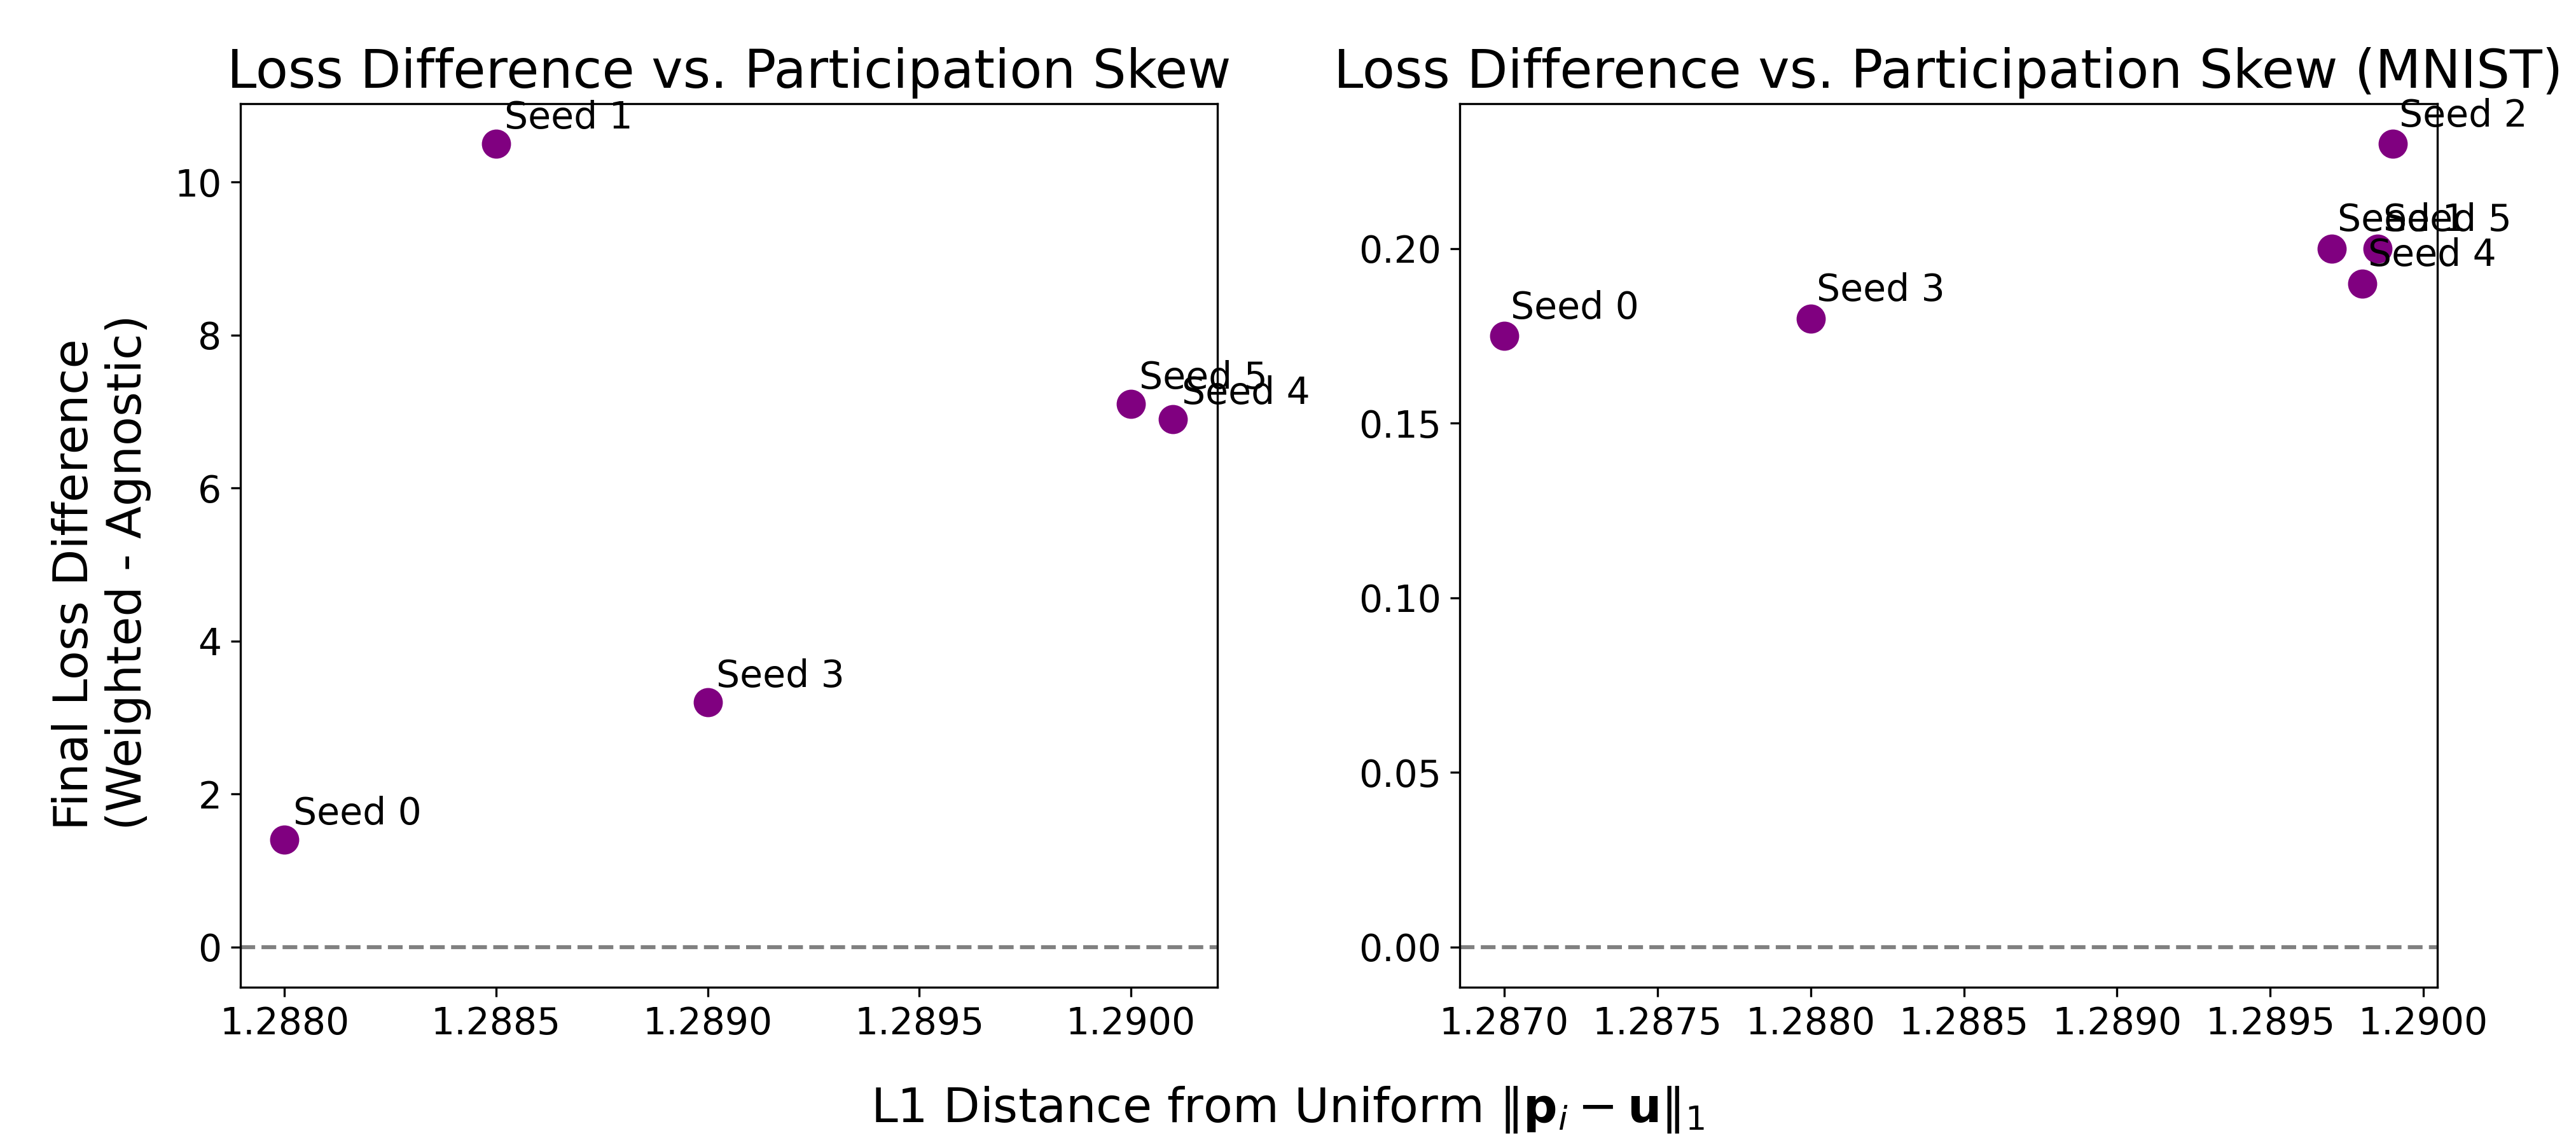 Loss Difference vs. Participation Skew
Final Loss Difference
(Weighted - Agnostic)
10
8
6
4
2
0
Seed 1
Seed 5
Seed 4
Seed 3
Seed 0
1.2880 1.2885 1.2890 1.2895 1.2900
Loss Difference vs. Participation Skew (MNIST)
0.20
0.15
0.10
0.05
0.00
Seed 2
Seed 1
Seed 5
Seed 4
Seed 3
Seed 0
1.2870 1.2875 1.2880 1.2885 1.2890 1.2895 1.2900
L1 Distance from Uniform ‖𝐩ᵢ − 𝐮‖₁